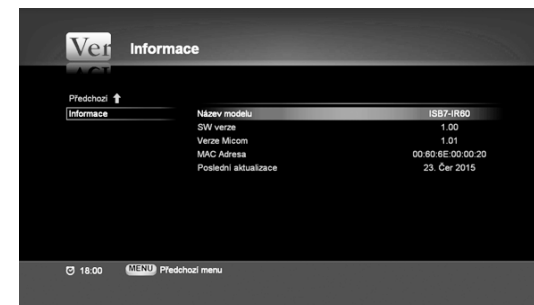 Ver Informace
Předchozí
Informace
Název modelu ISB7-IR60
SW verze 1.00
Verze Micom 1.01
MAC Adresa 00:60:6E:00:00:20
Poslední aktualizace 23. Čer 2015
18:00 MENU Předchozí menu